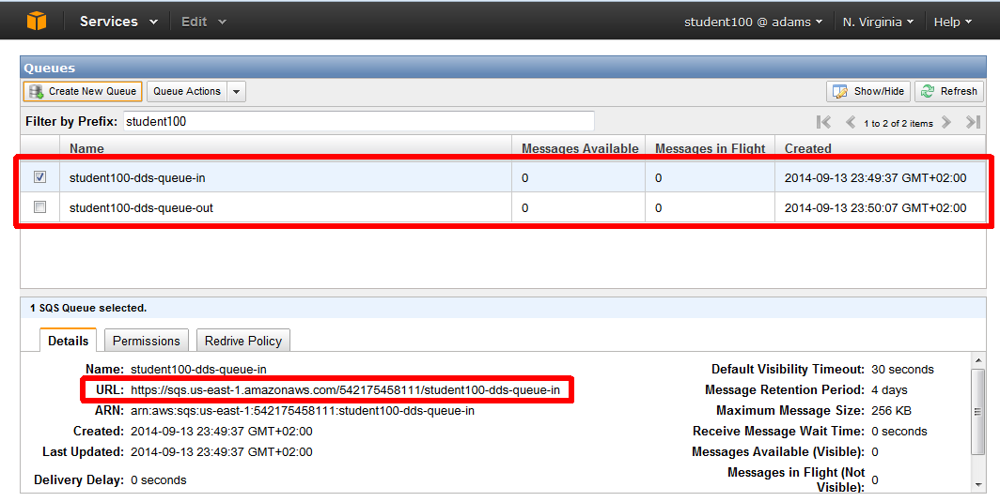 Services Edit student100 @ adams N. Virginia Help
Queues
Create New Queue Queue Actions Show/Hide Refresh
Filter by Prefix: student100 1 to 2 of 2 items
Name Messages Available Messages in Flight Created
student100-dds-queue-in 0 0 2014-09-13 23:49:37 GMT+02:00
student100-dds-queue-out 0 0 2014-09-13 23:50:07 GMT+02:00
1 SQS Queue selected.
Details Permissions Redrive Policy
Name: student100-dds-queue-in Default Visibility Timeout: 30 seconds
URL: https://sqs.us-east-1.amazonaws.com/542175458111/student100-dds-queue-in Message Retention Period: 4 days
ARN: arn:aws:sqs:us-east-1:542175458111:student100-dds-queue-in Maximum Message Size: 256 KB
Created: 2014-09-13 23:49:37 GMT+02:00 Receive Message Wait Time: 0 seconds
Last Updated: 2014-09-13 23:49:37 GMT+02:00 Messages Available (Visible): 0
Delivery Delay: 0 seconds Messages in Flight (Not
Visible): 0